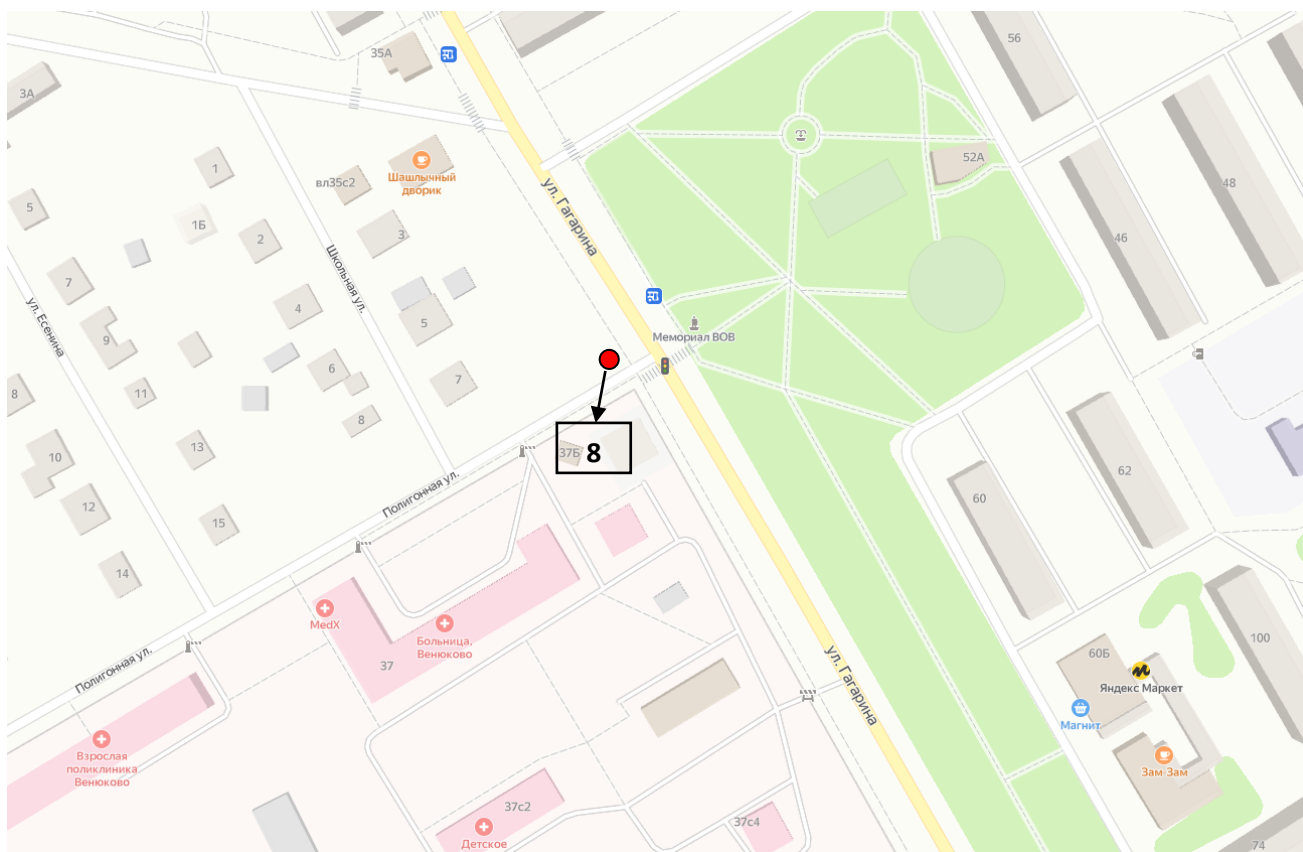 56
35А
3А
52А
1
Шашлычный
дворик
вл35с2
48
5
1Б
ул. Гагарина
2
3
46
Школьная ул.
7
4
5
ул. Есенина
9
Мемориал ВОВ
6
7
8
11
8
10
13
37Б
8
62
Полигонная ул.
60
12
15
14
MedX
Больница,
Венюково
100
37
60Б
Полигонная ул.
ул. Гагарина
Яндекс Маркет
Магнит
Взрослая
поликлиника
Венюково
Зам-Зам
37с2
37с4
Детское
74